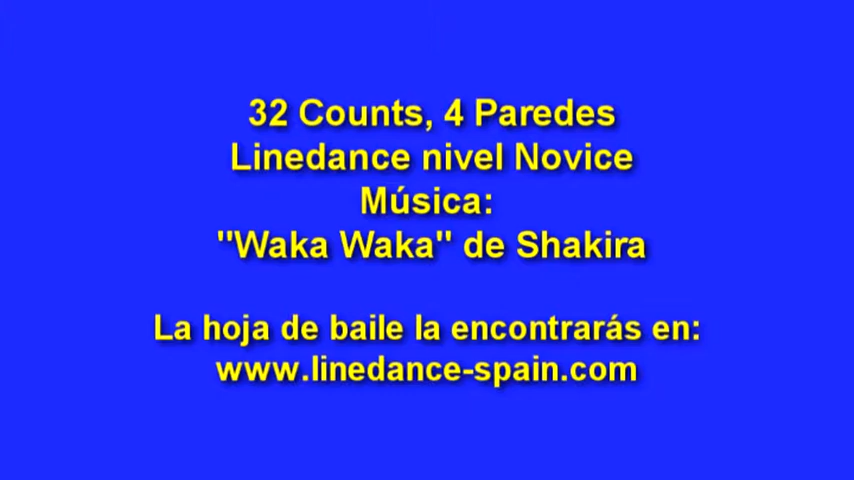 32 Counts, 4 Paredes
Linedance nivel Novice
Música:
"Waka Waka" de Shakira
La hoja de baile la encontrarás en:
www.linedance-spain.com